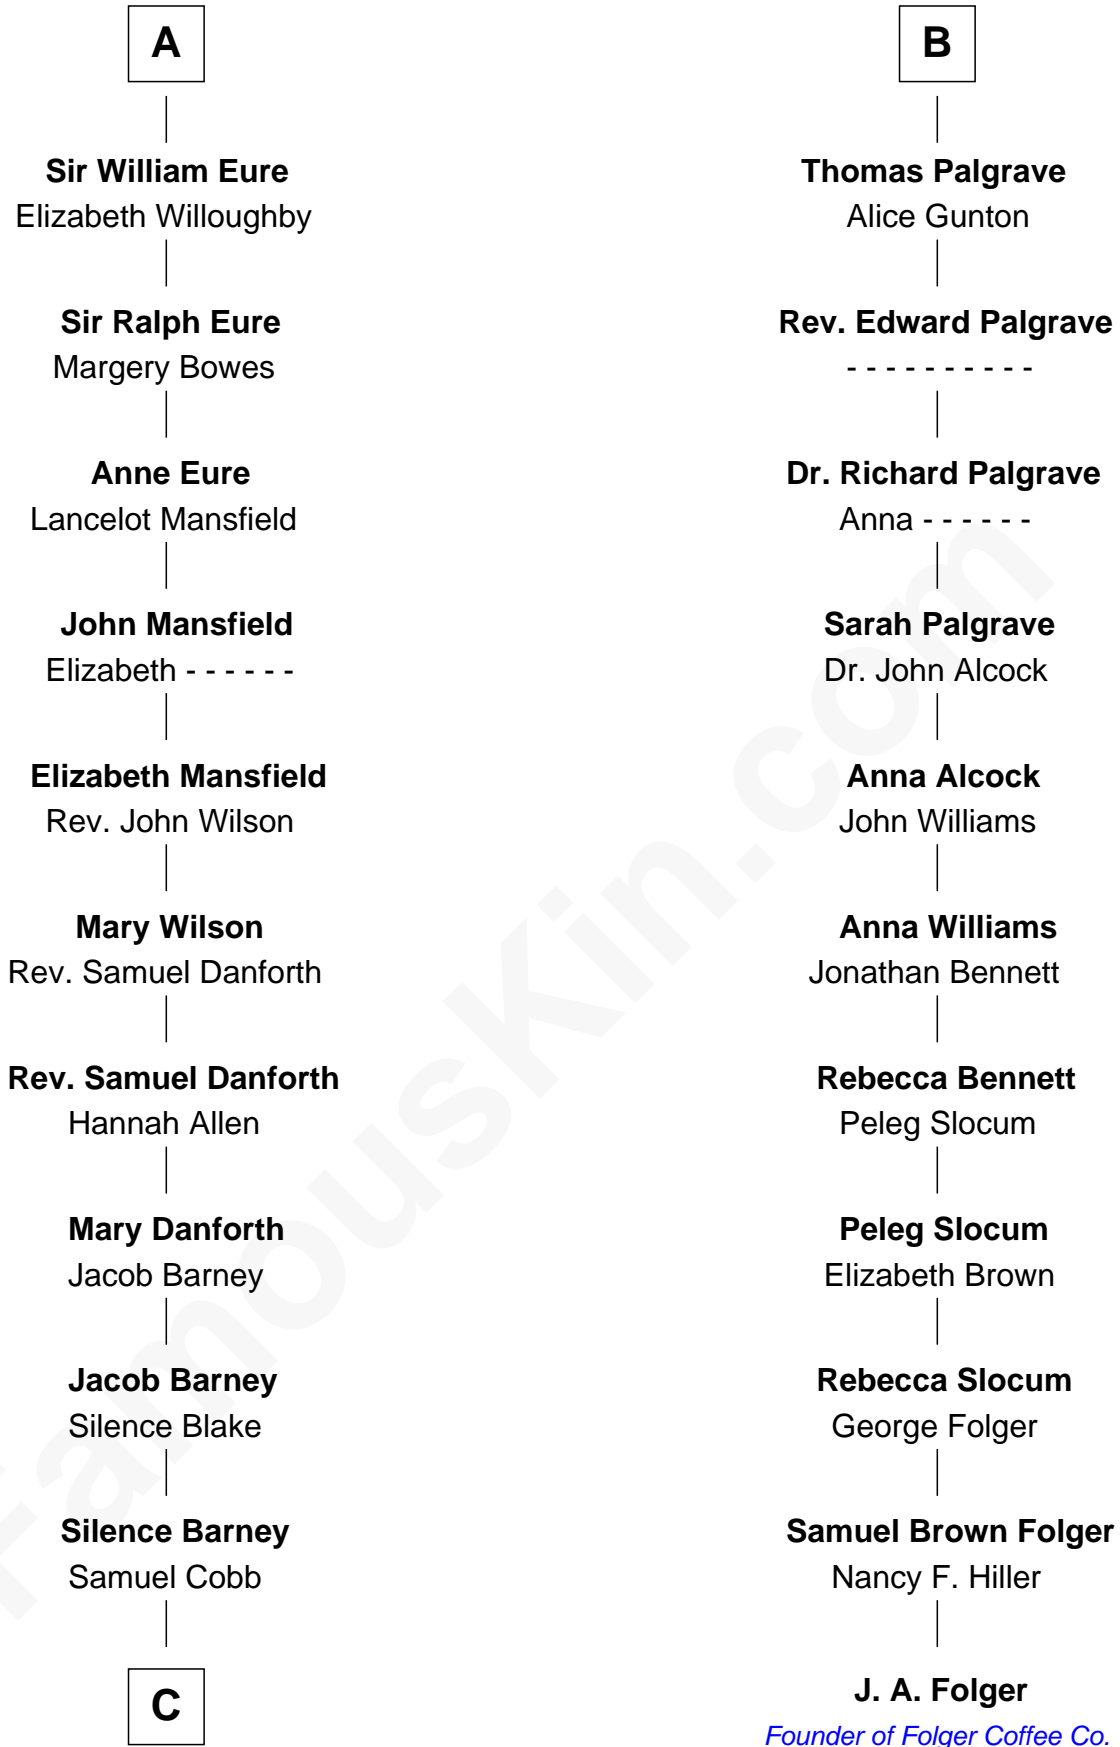 A
Sir William Eure
Elizabeth Willoughby
Sir Ralph Eure
Margery Bowes
Anne Eure
Lancelot Mansfield
John Mansfield
Elizabeth - - - - - -
Elizabeth Mansfield
Rev. John Wilson
Mary Wilson
Rev. Samuel Danforth
Rev. Samuel Danforth
Hannah Allen
Mary Danforth
Jacob Barney
Jacob Barney
Silence Blake
Silence Barney
Samuel Cobb
C
B
Thomas Palgrave
Alice Gunton
Rev. Edward Palgrave
- - - - - - - - - -
Dr. Richard Palgrave
Anna - - - - - -
Sarah Palgrave
Dr. John Alcock
Anna Alcock
John Williams
Anna Williams
Jonathan Bennett
Rebecca Bennett
Peleg Slocum
Peleg Slocum
Elizabeth Brown
Rebecca Slocum
George Folger
Samuel Brown Folger
Nancy F. Hiller
J. A. Folger
Founder of Folger Coffee Co.
FamousKin.com